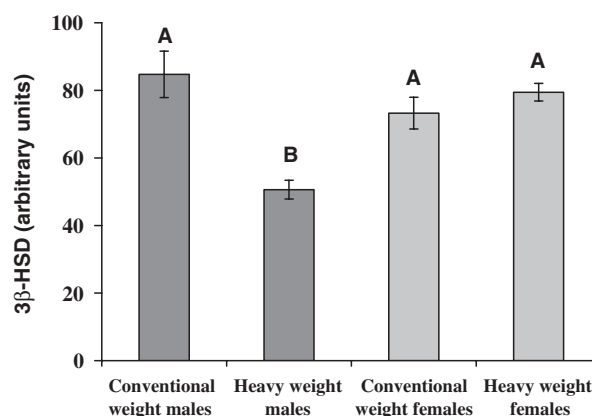 100
80
60
40
20
0
3β-HSD (arbitrary units)
A
B
A
A
Conventional
weight males
Heavy weight
males
Conventional
weight females
Heavy weight
females